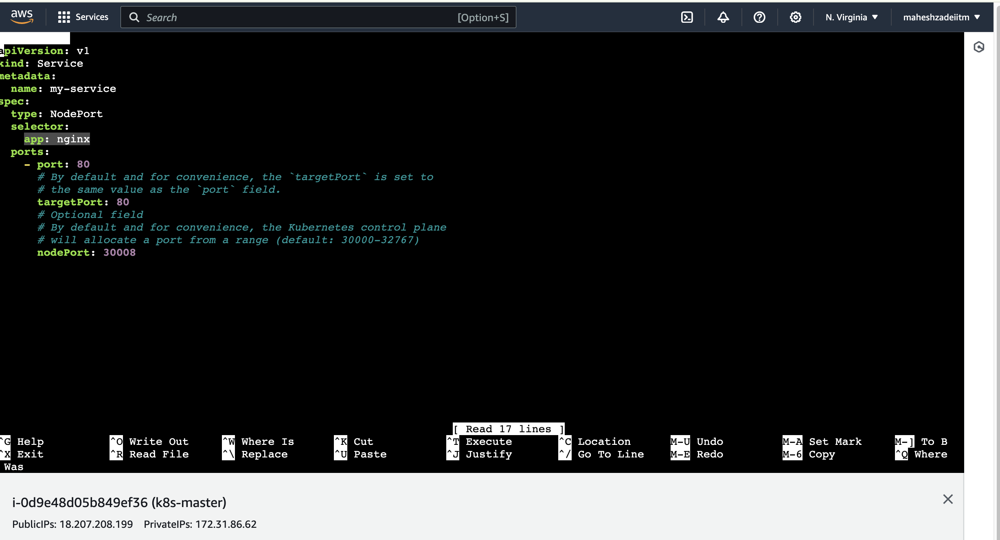 aws Services Search [Option+S] N. Virginia maheshzadeiitm
apiVersion: v1
kind: Service
metadata:
  name: my-service
spec:
  type: NodePort
  selector:
    app: nginx
  ports:
    - port: 80
      # By default and for convenience, the `targetPort` is set to
      # the same value as the `port` field.
      targetPort: 80
      # Optional field
      # By default and for convenience, the Kubernetes control plane
      # will allocate a port from a range (default: 30000-32767)
      nodePort: 30008
[ Read 17 lines ]
^G Help ^O Write Out ^W Where Is ^K Cut ^T Execute ^C Location M-U Undo M-A Set Mark M-] To B
^X Exit ^R Read File ^\ Replace ^U Paste ^J Justify ^/ Go To Line M-E Redo M-6 Copy ^Q Where
Was
i-0d9e48d05b849ef36 (k8s-master)
PublicIPs: 18.207.208.199 PrivateIPs: 172.31.86.62